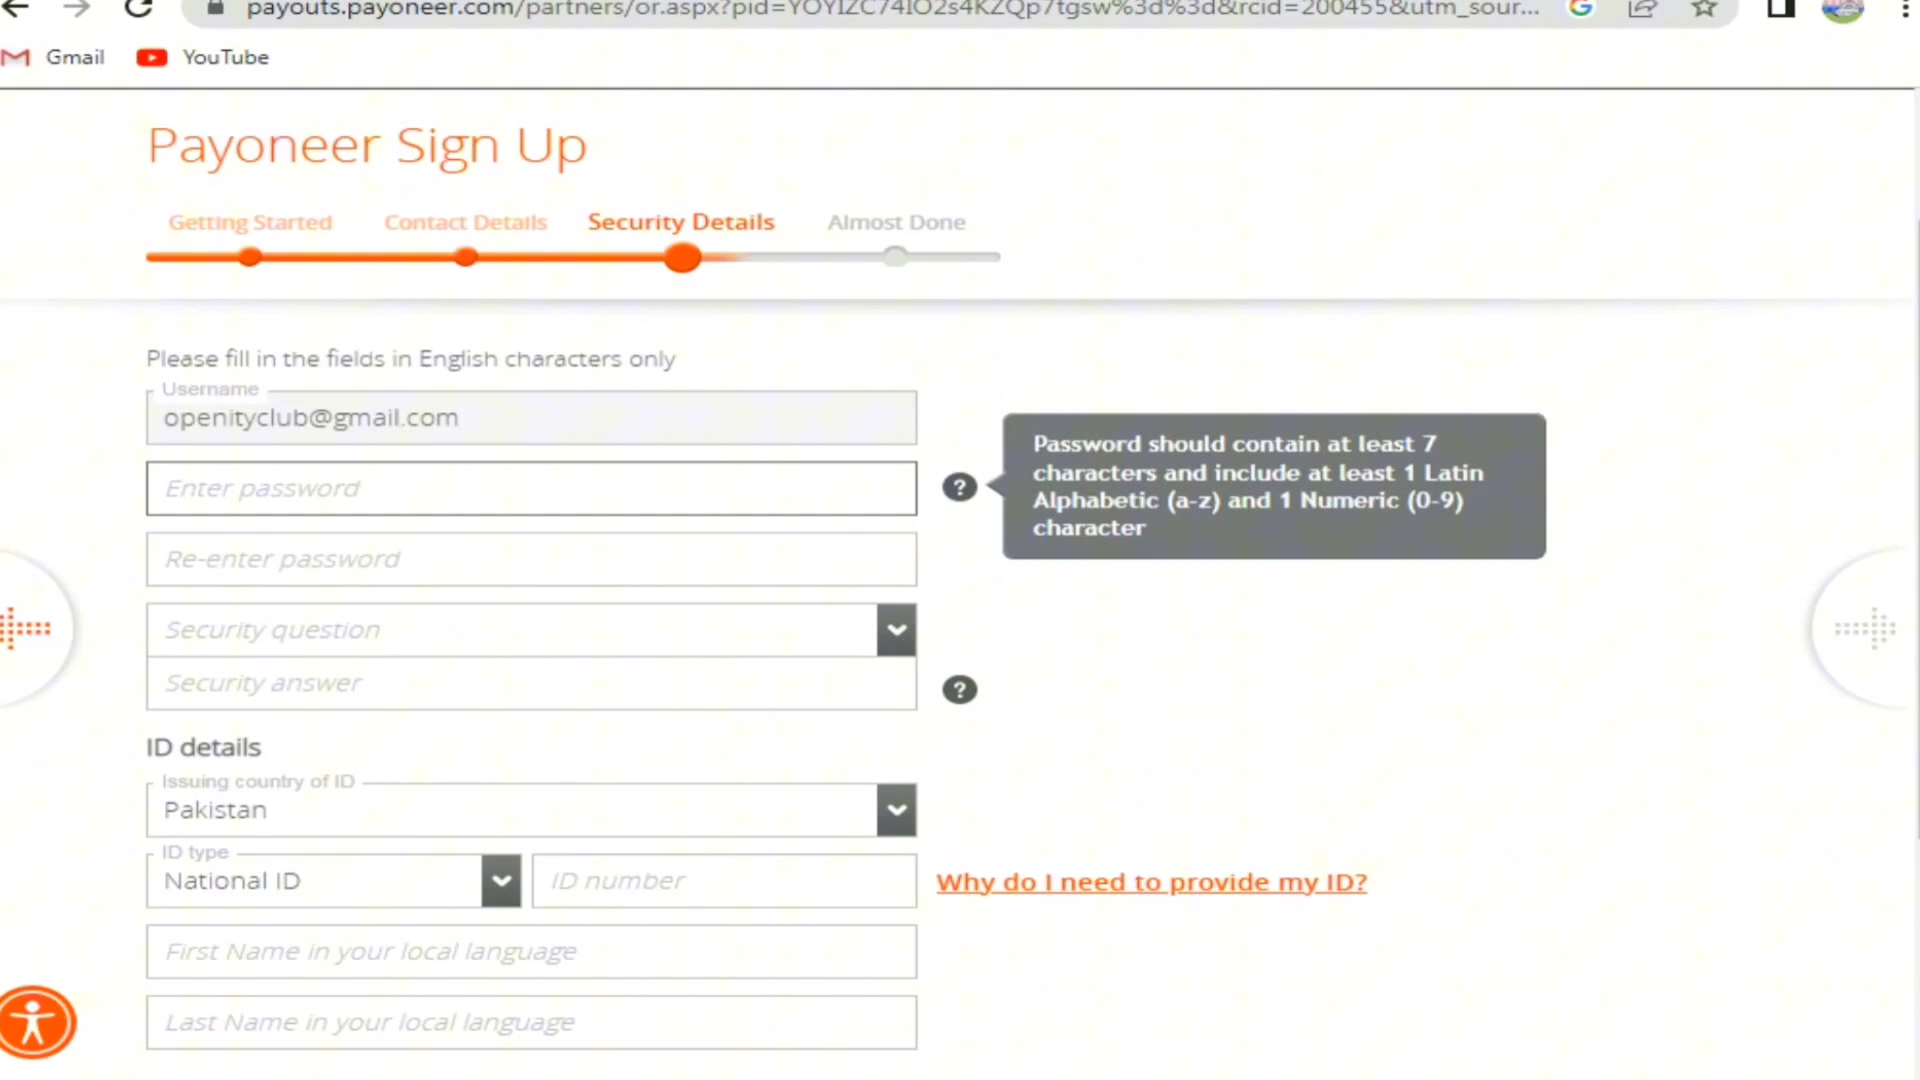 payouts.payoneer.com/partners/or.aspx?pid=YOYIZC74IO2s4KZQp7tgsw%3d%3d&rcid=200455&utm_sour...
Gmail YouTube
Payoneer Sign Up
Getting Started Contact Details Security Details Almost Done
Please fill in the fields in English characters only
Username
openityclub@gmail.com
Enter password
?
Password should contain at least 7
characters and include at least 1 Latin
Alphabetic (a-z) and 1 Numeric (0-9)
character
Re-enter password
Security question
Security answer
?
ID details
Issuing country of ID
Pakistan
ID type
National ID
ID number
Why do I need to provide my ID?
First Name in your local language
Last Name in your local language